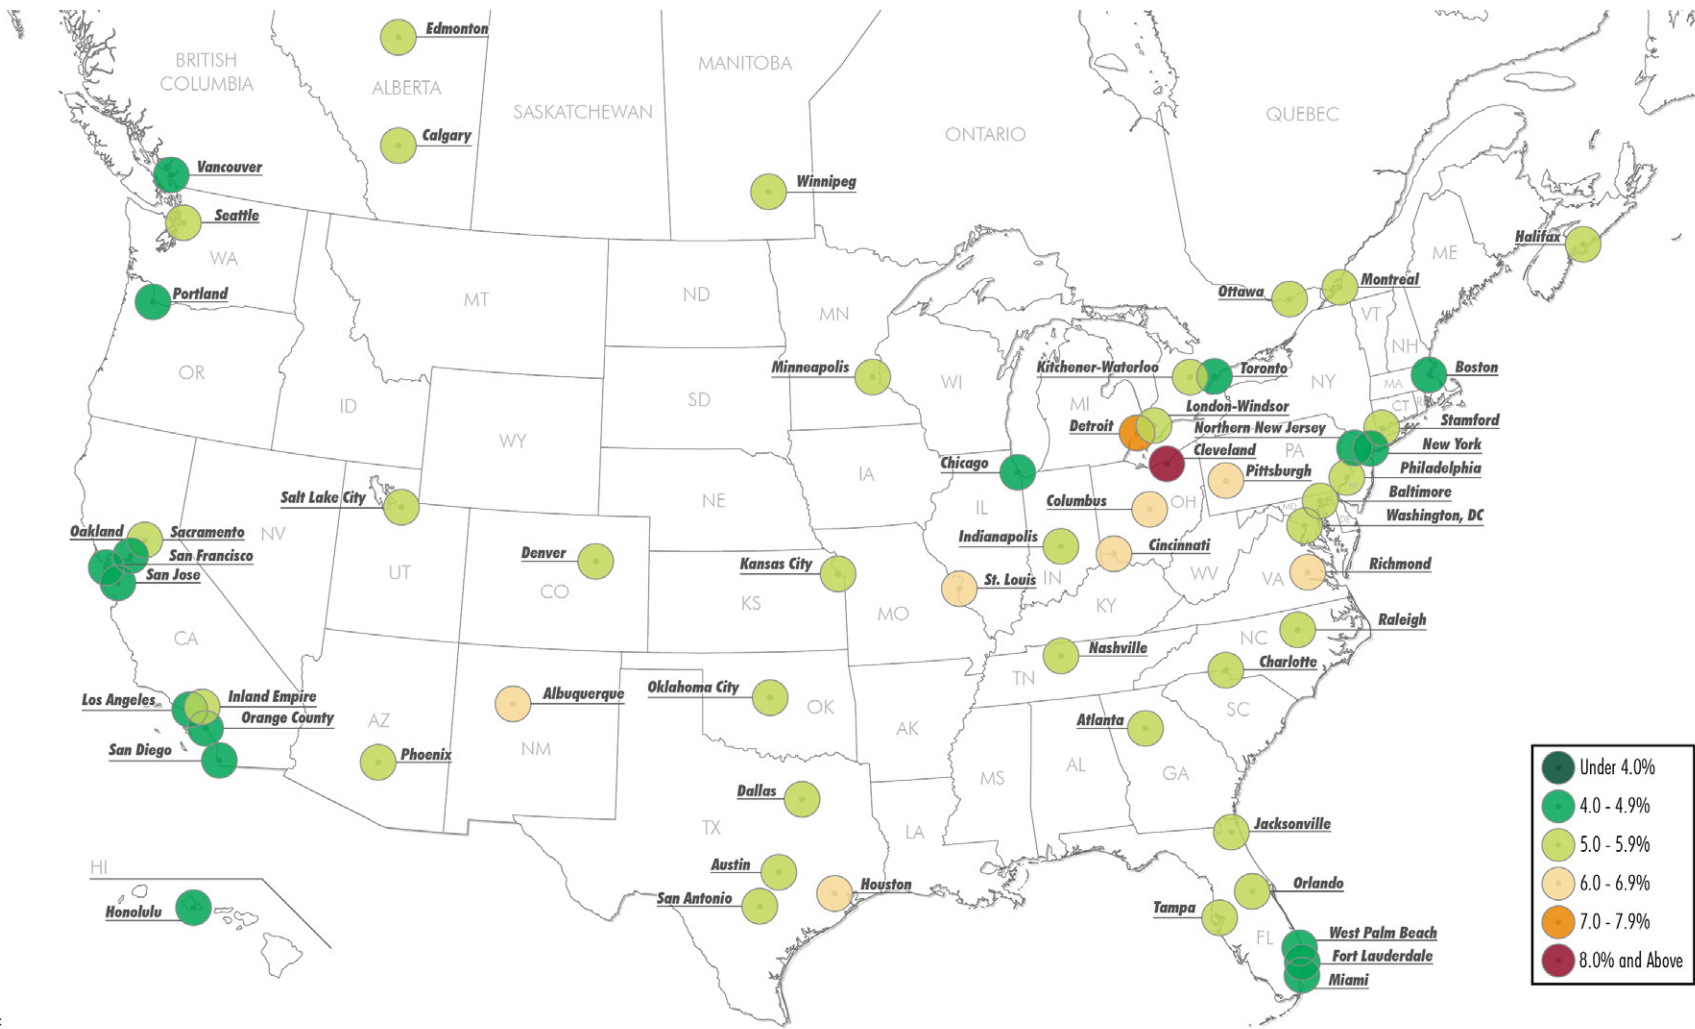 Edmonton
BRITISH
COLUMBIA
MANITOBA
ALBERTA
SASKATCHEWAN
QUEBEC
ONTARIO
Calgary
Vancouver
Winnipeg
Seattle
Halifax
WA
ME
Montreal
Ottawa
Portland
MT
ND
MN
VT
NH
Minneapolis
Kitchener-Waterloo
Toronto
Boston
OR
WI
NY
MA
ID
SD
MI
CT
R
London-Windsor
Detroit
Northern New Jersey
Stamford
WY
PA
Cleveland
New York
Chicago
Pittsburgh
Philadelphia
IA
Salt Lake City
NE
Columbus
OH
Baltimore
IL
MD
DE
Washington, DC
Oakland
Sacramento
NV
Indianapolis
San Francisco
Denver
Cincinnati
San Jose
UT
Kansas City
St. Louis
IN
WV
VA
Richmond
CO
KS
MO
KY
Raleigh
CA
NC
Nashville
Charlotte
TN
Los Angeles
Inland Empire
Albuquerque
Oklahoma City
OK
SC
Orange County
AZ
AK
Atlanta
San Diego
Phoenix
NM
MS
AL
GA
Under 4.0%
Dallas
4.0 - 4.9%
TX
LA
Jacksonville
5.0 - 5.9%
HI
Austin
Houston
6.0 - 6.9%
Orlando
San Antonio
Honolulu
Tampa
7.0 - 7.9%
FL
West Palm Beach
Fort Lauderdale
8.0% and Above
Miami